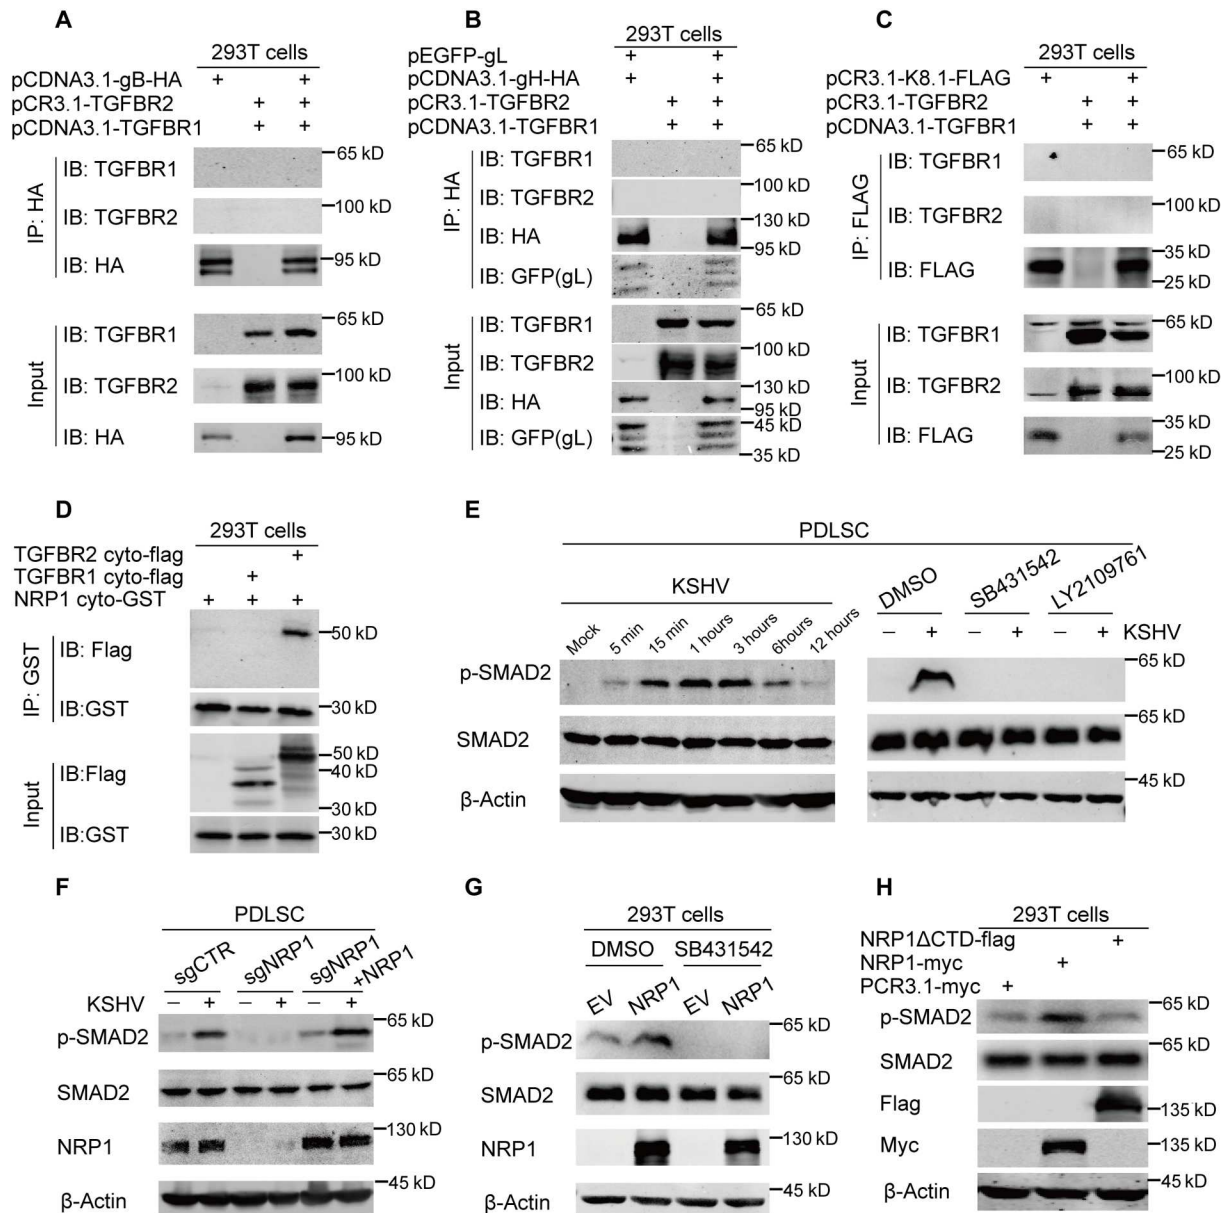 A
293T cells
pCDNA3.1-gB-HA + +
pCR3.1-TGFBR2 + +
pCDNA3.1-TGFBR1 + +
IP: HA
IB: TGFBR1
65 kD
IB: TGFBR2
100 kD
IB: HA
95 kD
Input
IB: TGFBR1
65 kD
IB: TGFBR2
100 kD
IB: HA
95 kD
B
293T cells
pEGFP-gL + +
pCDNA3.1-gH-HA + +
pCR3.1-TGFBR2 + +
pCDNA3.1-TGFBR1 + +
IP: HA
IB: TGFBR1
65 kD
IB: TGFBR2
100 kD
IB: HA
130 kD
95 kD
IB: GFP(gL)
Input
IB: TGFBR1
65 kD
IB: TGFBR2
100 kD
IB: HA
130 kD
95 kD
IB: GFP(gL)
45 kD
35 kD
C
293T cells
pCR3.1-K8.1-FLAG + +
pCR3.1-TGFBR2 + +
pCDNA3.1-TGFBR1 + +
IP: FLAG
IB: TGFBR1
65 kD
IB: TGFBR2
100 kD
IB: FLAG
35 kD
25 kD
Input
IB: TGFBR1
65 kD
IB: TGFBR2
100 kD
IB: FLAG
35 kD
25 kD
D
293T cells
TGFBR2 cyto-flag +
TGFBR1 cyto-flag +
NRP1 cyto-GST + + +
IP: GST
IB: Flag
50 kD
IB:GST
30 kD
Input
IB:Flag
50 kD
40 kD
30 kD
IB:GST
30 kD
E
PDLSC
KSHV
Mock 5 min 15 min 1 hours 3 hours 6hours 12 hours
DMSO SB431542 LY2109761
– + – + – + KSHV
p-SMAD2
65 kD
SMAD2
65 kD
β-Actin
45 kD
F
PDLSC
sgCTR sgNRP1 sgNRP1
+NRP1
KSHV – + – + – +
p-SMAD2
65 kD
SMAD2
65 kD
NRP1
130 kD
β-Actin
45 kD
G
293T cells
DMSO SB431542
EV NRP1 EV NRP1
p-SMAD2
65 kD
SMAD2
65 kD
NRP1
130 kD
β-Actin
45 kD
H
293T cells
NRP1ΔCTD-flag +
NRP1-myc +
PCR3.1-myc +
p-SMAD2
65 kD
SMAD2
65 kD
Flag
135 kD
Myc
135 kD
β-Actin
45 kD